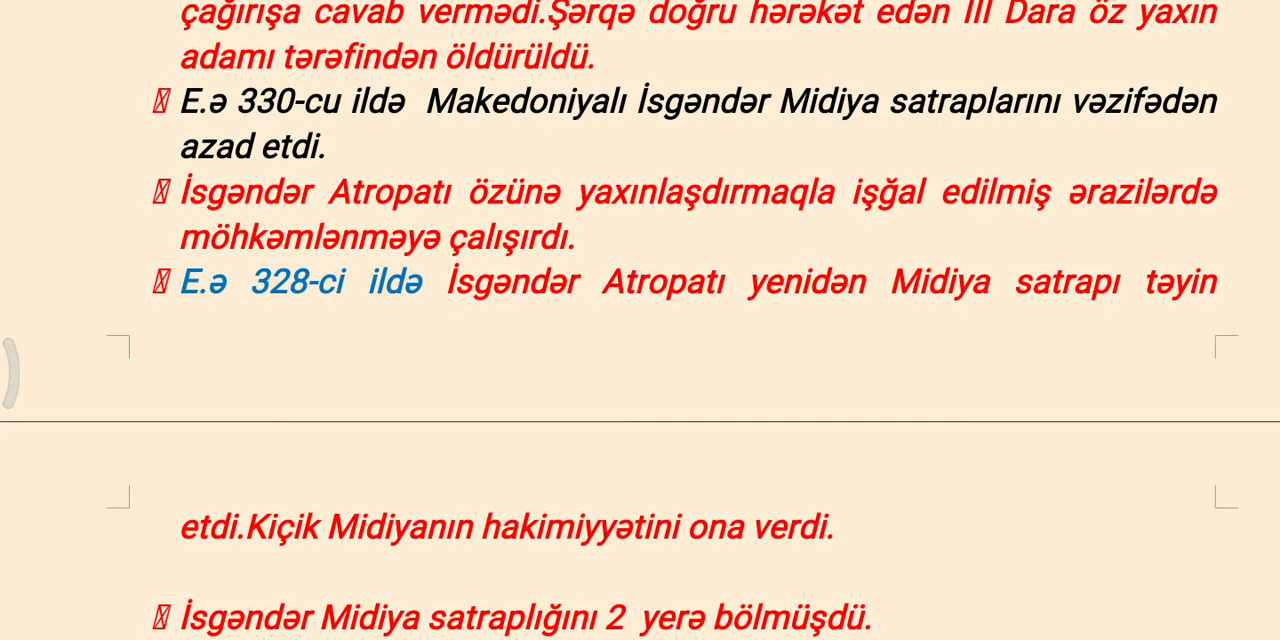 çağırışa cavab vermədi.Şərqə doğru hərəkət edən III Dara öz yaxın
adamı tərəfindən öldürüldü.
E.ə 330-cu ildə Makedoniyalı İsgəndər Midiya satraplarını vəzifədən
azad etdi.
İsgəndər Atropatı özünə yaxınlaşdırmaqla işğal edilmiş ərazilərdə
möhkəmlənməyə çalışırdı.
E.ə 328-ci ildə İsgəndər Atropatı yenidən Midiya satrapı təyin
etdi.Kiçik Midiyanın hakimiyyətini ona verdi.
İsgəndər Midiya satraplığını 2 yerə bölmüşdü.